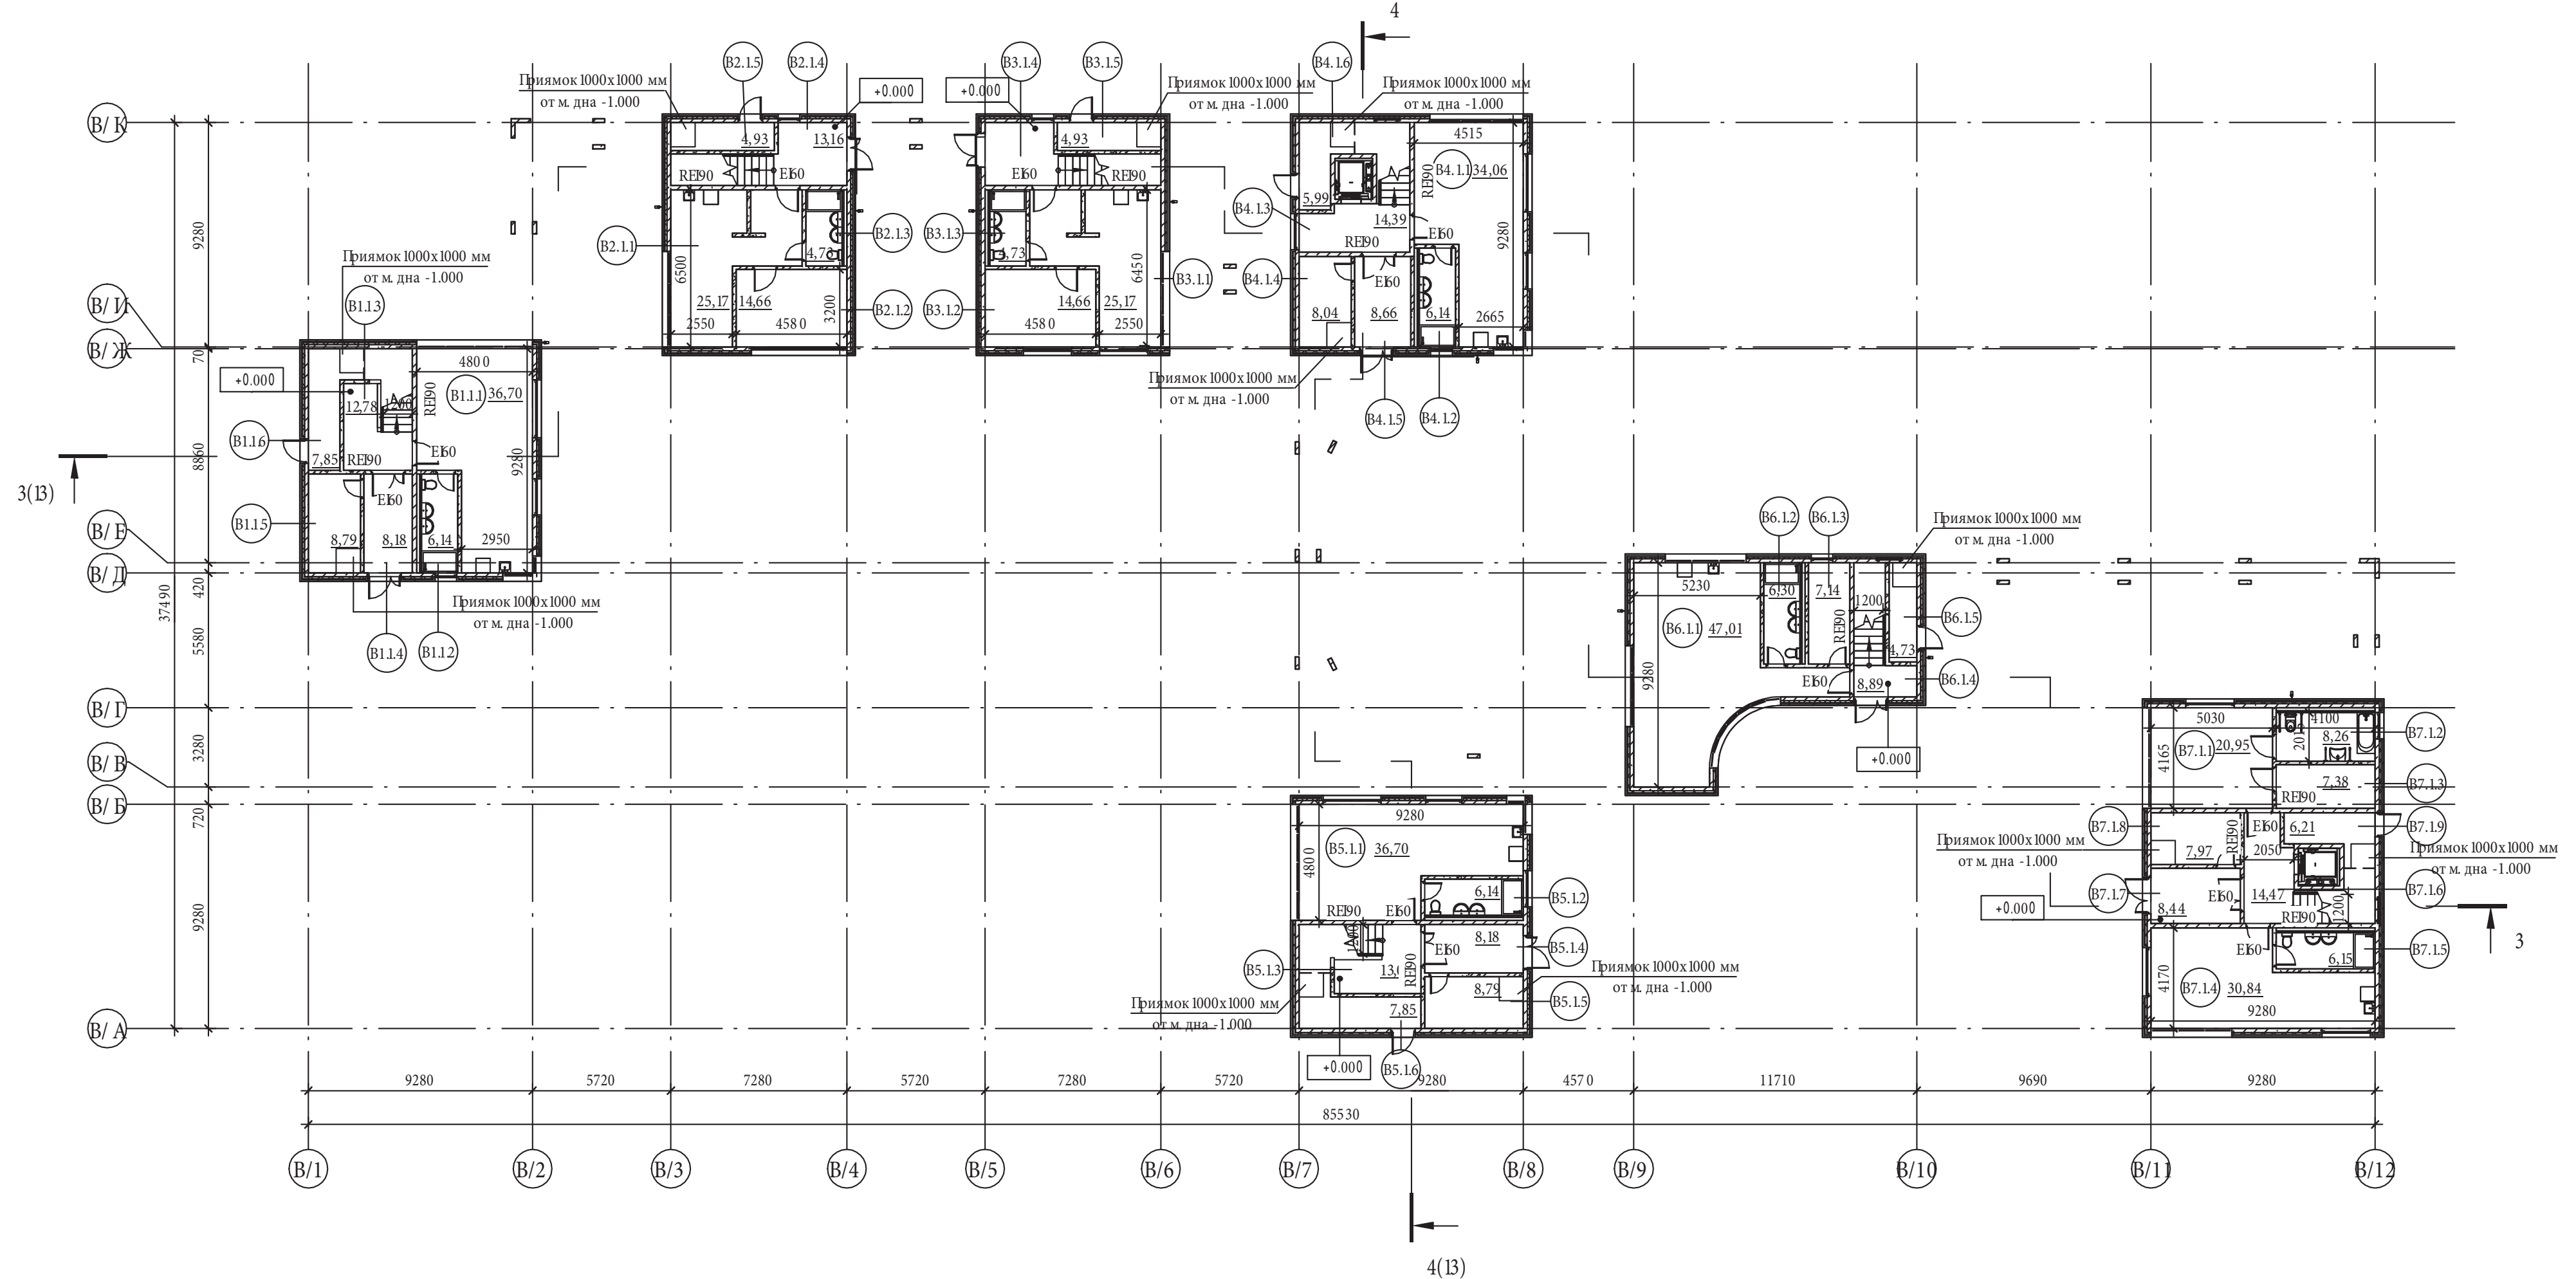 4
В2.1.5
В2.1.4
В3.1.4
В3.1.5
В4.1.6
Приямок 1000х1000 мм
от м. дна -1.000
+0.000
+0.000
Приямок 1000х1000 мм
от м. дна -1.000
Приямок 1000х1000 мм
от м. дна -1.000
В/К
4,93
13,16
REI90
EI60
В2.1.1
В2.1.3
4,73
6500
25,17
14,66
3200
2550
4580
В2.1.2
4,93
EI60
REI90
В3.1.3
4,73
6450
В3.1.1
В3.1.2
14,66
25,17
4580
2550
4515
В4.1.1
34,06
REI90
5,99
В4.1.3
14,39
REI90
EI60
9280
В4.1.4
EI60
8,04
8,66
6,14
2665
Приямок 1000х1000 мм
от м. дна -1.000
В4.1.5
В4.1.2
9280
В/И
В/Ж
70
Приямок 1000х1000 мм
от м. дна -1.000
В1.1.3
+0.000
4800
В1.1.1
36,70
REI90
12,78
1200
В1.1.6
7,85
REI90
EI60
9280
8860
3(13)
EI60
В1.1.5
8,79
8,18
6,14
2950
Приямок 1000х1000 мм
от м. дна -1.000
В1.1.4
В1.1.2
В/Е
В/Д
420
37490
5580
В/Г
3280
В/В
В/Б
720
9280
В/А
В6.1.2
В6.1.3
Приямок 1000х1000 мм
от м. дна -1.000
5230
6,30
7,14
1200
В6.1.1
47,01
REI90
В6.1.5
4,73
9280
EI60
8,89
В6.1.4
+0.000
5030
4100
В7.1.2
4165
В7.1.1
20,95
8,26
7,38
В7.1.3
REI90
В7.1.8
REI90
EI60
6,21
В7.1.9
Приямок 1000х1000 мм
от м. дна -1.000
7,97
2050
Приямок 1000х1000 мм
от м. дна -1.000
В7.1.7
EI60
14,47
В7.1.6
+0.000
8,44
REI90
1200
3
EI60
6,15
В7.1.5
4170
В7.1.4
30,84
9280
9280
В5.1.1
36,70
4800
6,14
В5.1.2
REI90
EI60
1200
8,18
В5.1.4
EI60
REI90
В5.1.3
Приямок 1000х1000 мм
от м. дна -1.000
8,79
В5.1.5
Приямок 1000х1000 мм
от м. дна -1.000
7,85
+0.000
В5.1.6
9280
5720
7280
5720
7280
5720
9280
4570
11710
9690
9280
85530
В/1
В/2
В/3
В/4
В/5
В/6
В/7
В/8
В/9
В/10
В/11
В/12
4(13)